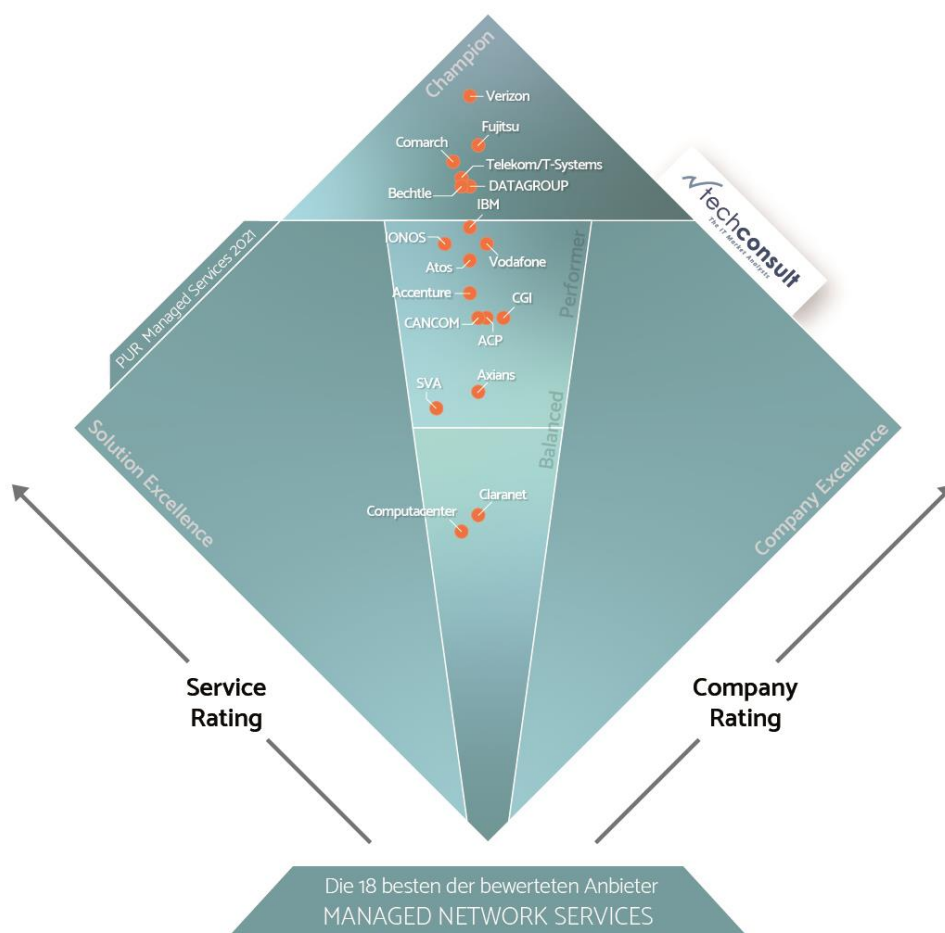 Champion
Verizon
Fujitsu
Comarch
Telekom/T-Systems
Bechtle
DATAGROUP
IBM
techconsult
The IT Market Analysts
PUR Managed Services 2021
IONOS
Vodafone
Atos
Performer
Accenture
CGI
CANCOM
ACP
Axians
SVA
Balanced
Solution Excellence
Company Excellence
Claranet
Computacenter
Service
Rating
Company
Rating
Die 18 besten der bewerteten Anbieter
MANAGED NETWORK SERVICES